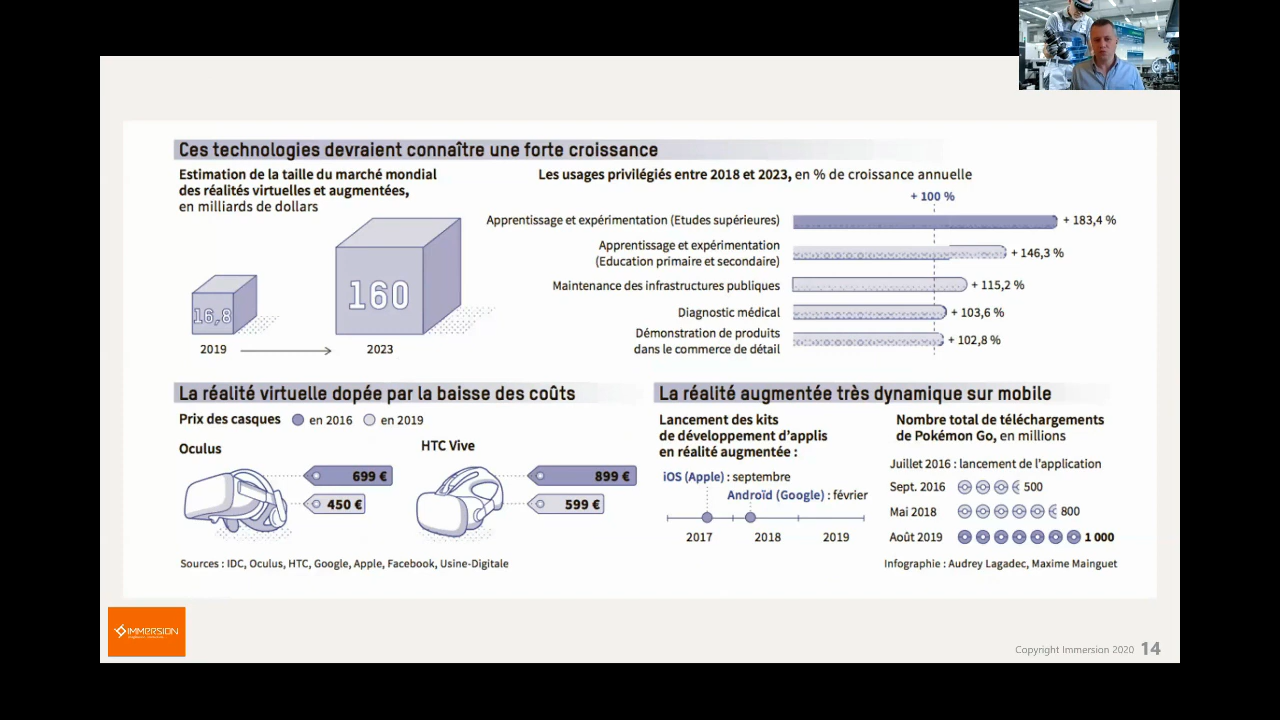 Ces technologies devraient connaître une forte croissance
Estimation de la taille du marché mondial
des réalités virtuelles et augmentées,
en milliards de dollars
16,8
160
2019
2023
Les usages privilégiés entre 2018 et 2023, en % de croissance annuelle
+ 100 %
Apprentissage et expérimentation (Etudes supérieures)
+ 183,4 %
Apprentissage et expérimentation
(Education primaire et secondaire)
+ 146,3 %
Maintenance des infrastructures publiques
+ 115,2 %
Diagnostic médical
+ 103,6 %
Démonstration de produits
dans le commerce de détail
+ 102,8 %
La réalité virtuelle dopée par la baisse des coûts
Prix des casques en 2016 en 2019
Oculus
699 €
450 €
HTC Vive
899 €
599 €
Sources : IDC, Oculus, HTC, Google, Apple, Facebook, Usine-Digitale
La réalité augmentée très dynamique sur mobile
Lancement des kits
de développement d'applis
en réalité augmentée :
iOS (Apple) : septembre
Androïd (Google) : février
2017 2018 2019
Nombre total de téléchargements
de Pokémon Go, en millions
Juillet 2016 : lancement de l'application
Sept. 2016 500
Mai 2018 800
Août 2019 1 000
Infographie : Audrey Lagadec, Maxime Mainguet
IMMERSION
Copyright Immersion 2020 14